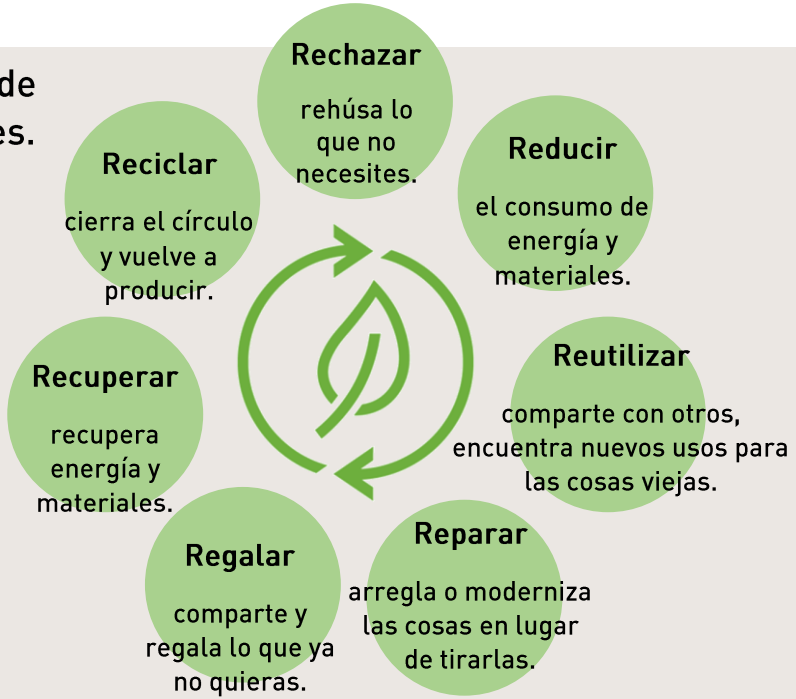 de
es.
Rechazar
rehúsa lo
que no
necesites.
Reducir
el consumo de
energía y
materiales.
Reutilizar
comparte con otros,
encuentra nuevos usos para
las cosas viejas.
Reparar
arregla o moderniza
las cosas en lugar
de tirarlas.
Regalar
comparte y
regala lo que ya
no quieras.
Recuperar
recupera
energía y
materiales.
Reciclar
cierra el círculo
y vuelve a
producir.